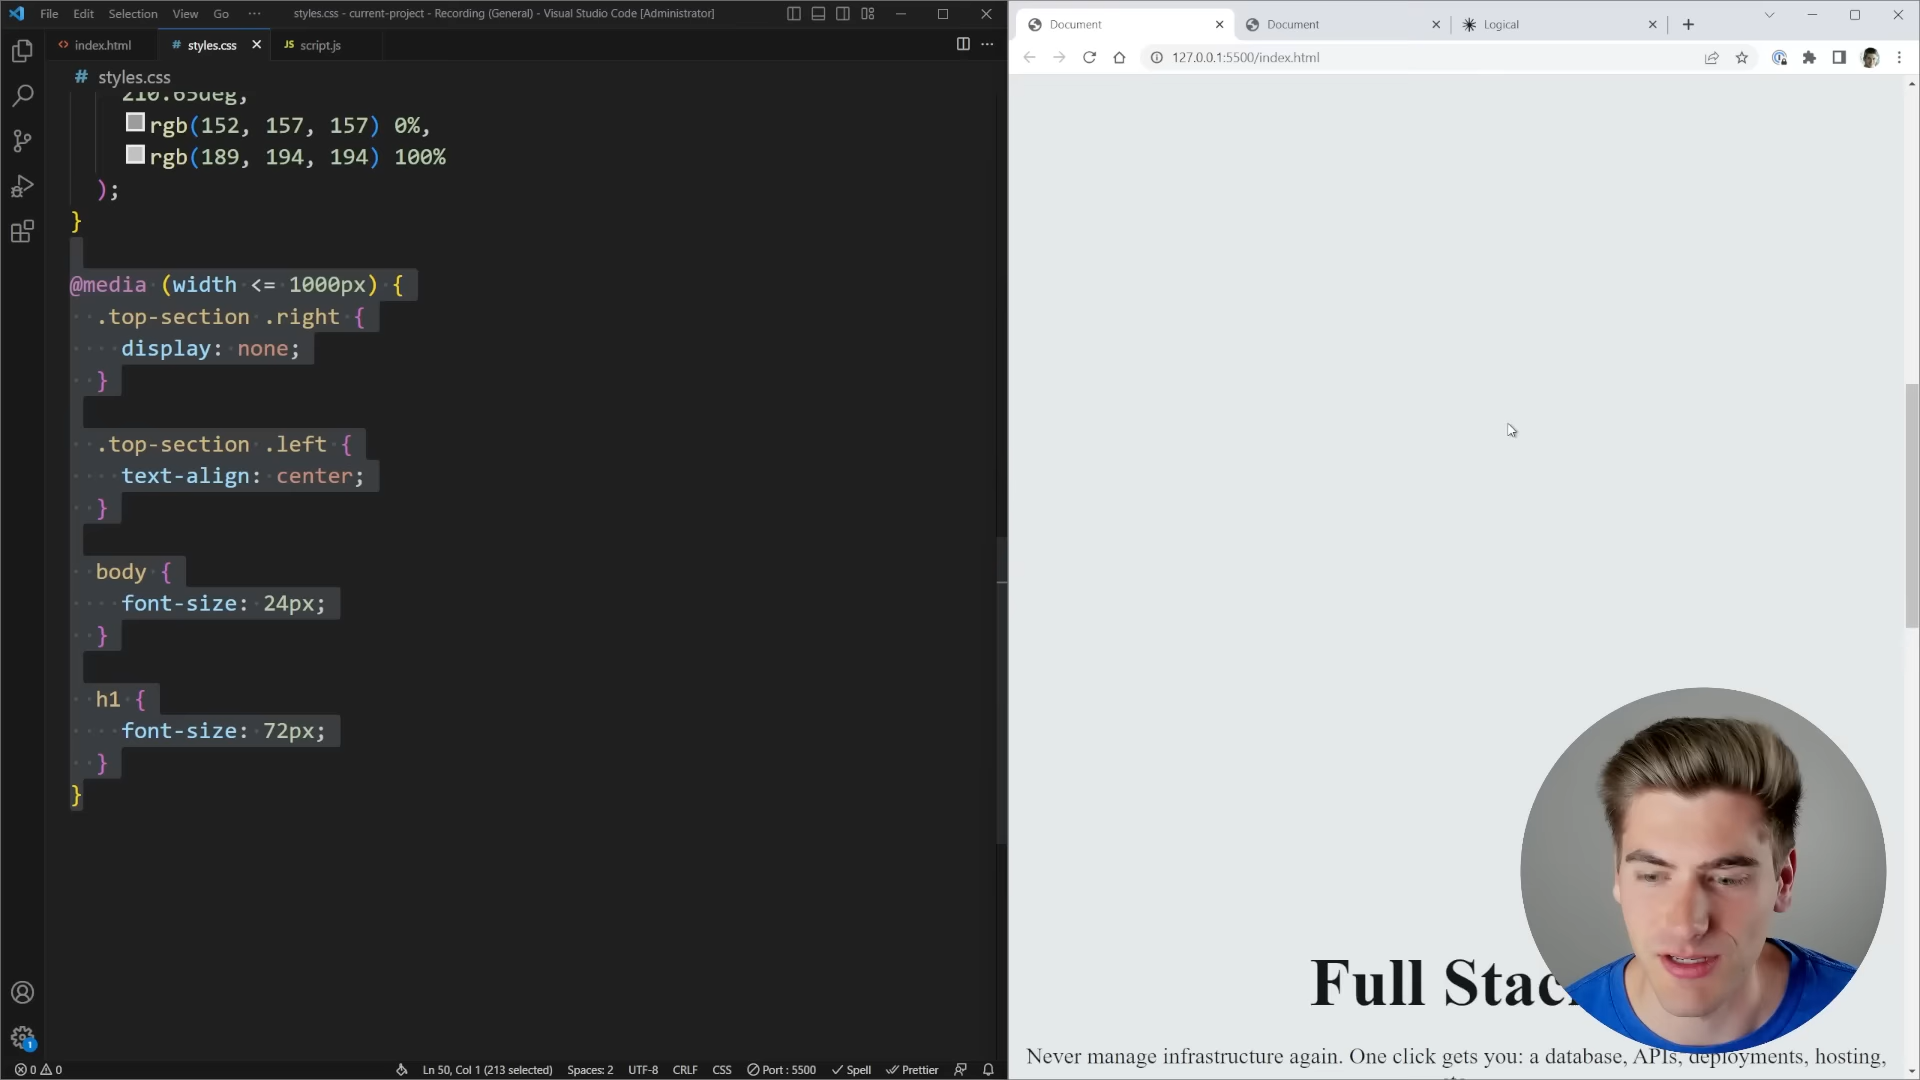 File Edit Selection View Go ··· styles.css - current-project - Recording (General) - Visual Studio Code [Administrator]
index.html
styles.css
script.js
styles.css
210.65deg,
rgb(152, 157, 157) 0%,
rgb(189, 194, 194) 100%
);
}
@media (width <= 1000px) {
.top-section .right {
display: none;
}
.top-section .left {
text-align: center;
}
body {
font-size: 24px;
}
h1 {
font-size: 72px;
}
}
0 0 Ln 50, Col 1 (213 selected) Spaces: 2 UTF-8 CRLF CSS Port : 5500 Spell Prettier
1
Document Document Logical
127.0.0.1:5500/index.html
Full Stac
Never manage infrastructure again. One click gets you: a database, APIs, deployments, hosting,